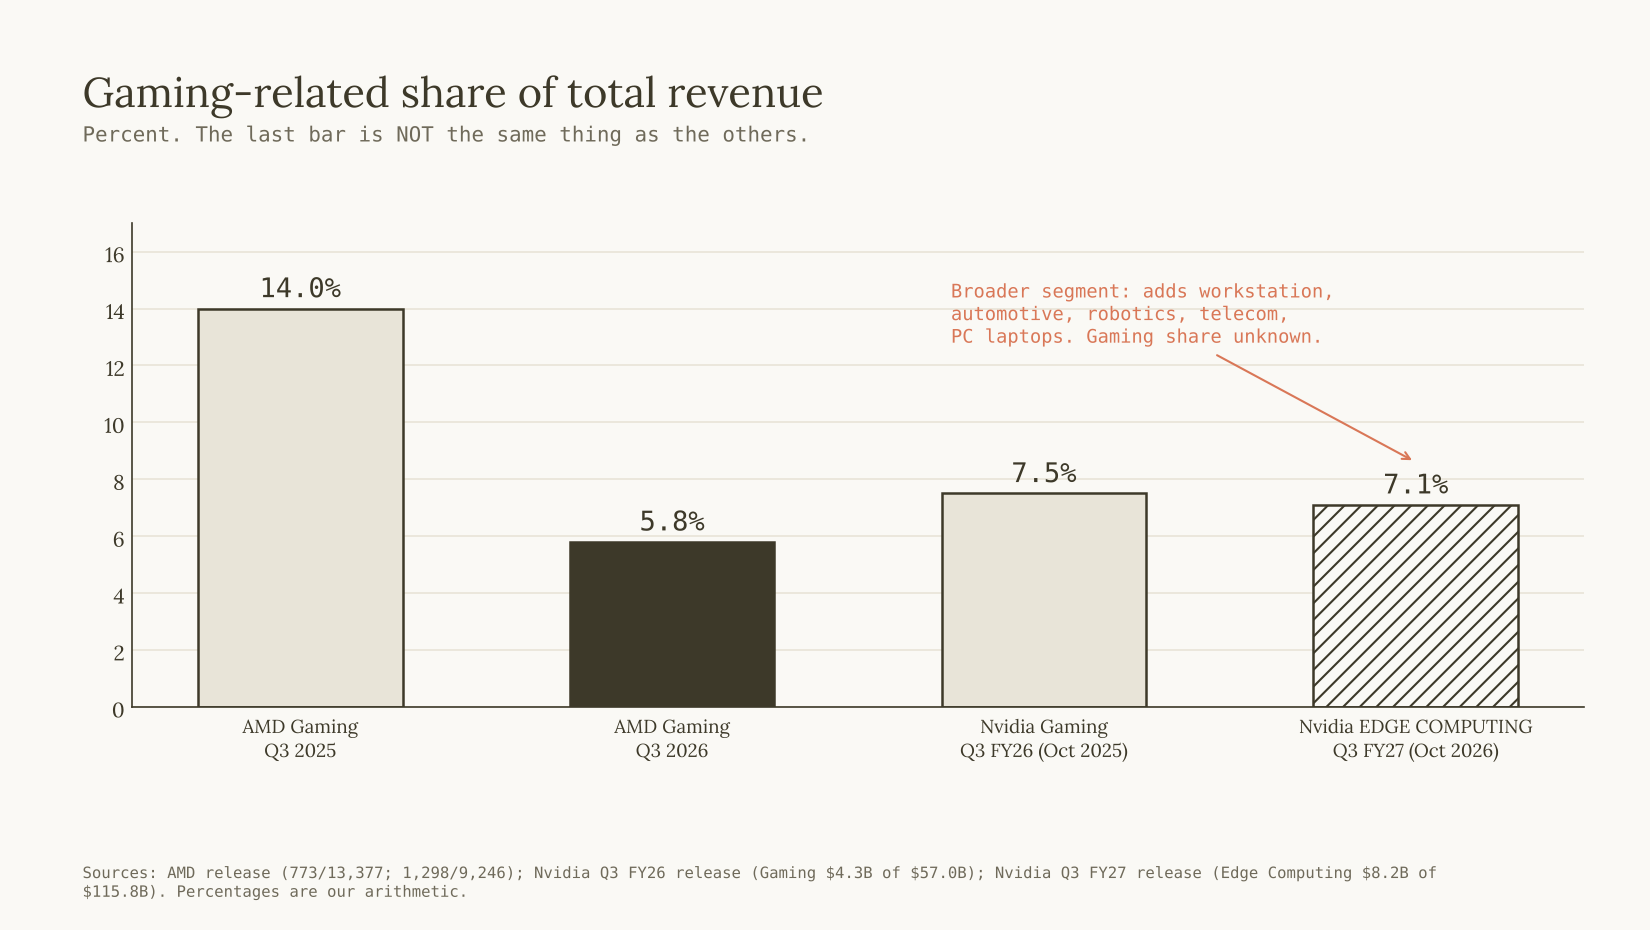 Gaming-related share of total revenue
Percent. The last bar is NOT the same thing as the others.
16
14
12
10
8
6
4
2
0
14.0%
5.8%
7.5%
7.1%
Broader segment: adds workstation,
automotive, robotics, telecom,
PC laptops. Gaming share unknown.
AMD Gaming
Q3 2025
AMD Gaming
Q3 2026
Nvidia Gaming
Q3 FY26 (Oct 2025)
Nvidia EDGE COMPUTING
Q3 FY27 (Oct 2026)
Sources: AMD release (773/13,377; 1,298/9,246); Nvidia Q3 FY26 release (Gaming $4.3B of $57.0B); Nvidia Q3 FY27 release (Edge Computing $8.2B of
$115.8B). Percentages are our arithmetic.